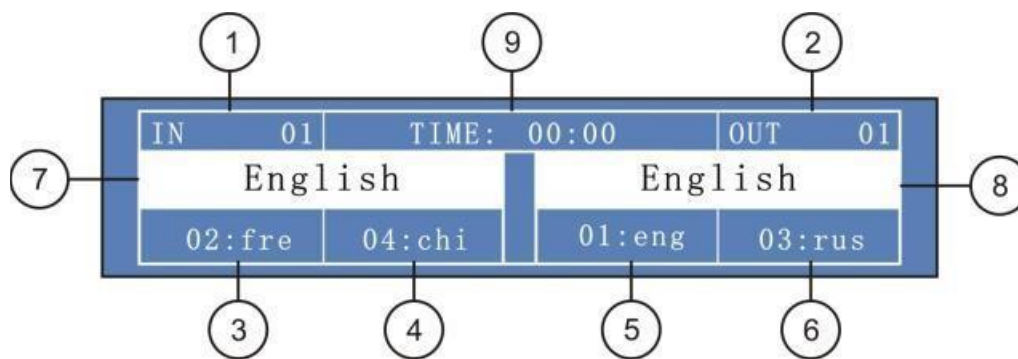 1 9 2
IN 01 TIME: 00:00 OUT 01
7 English English 8
02:fre 04:chi 01:eng 03:rus
3 4 5 6